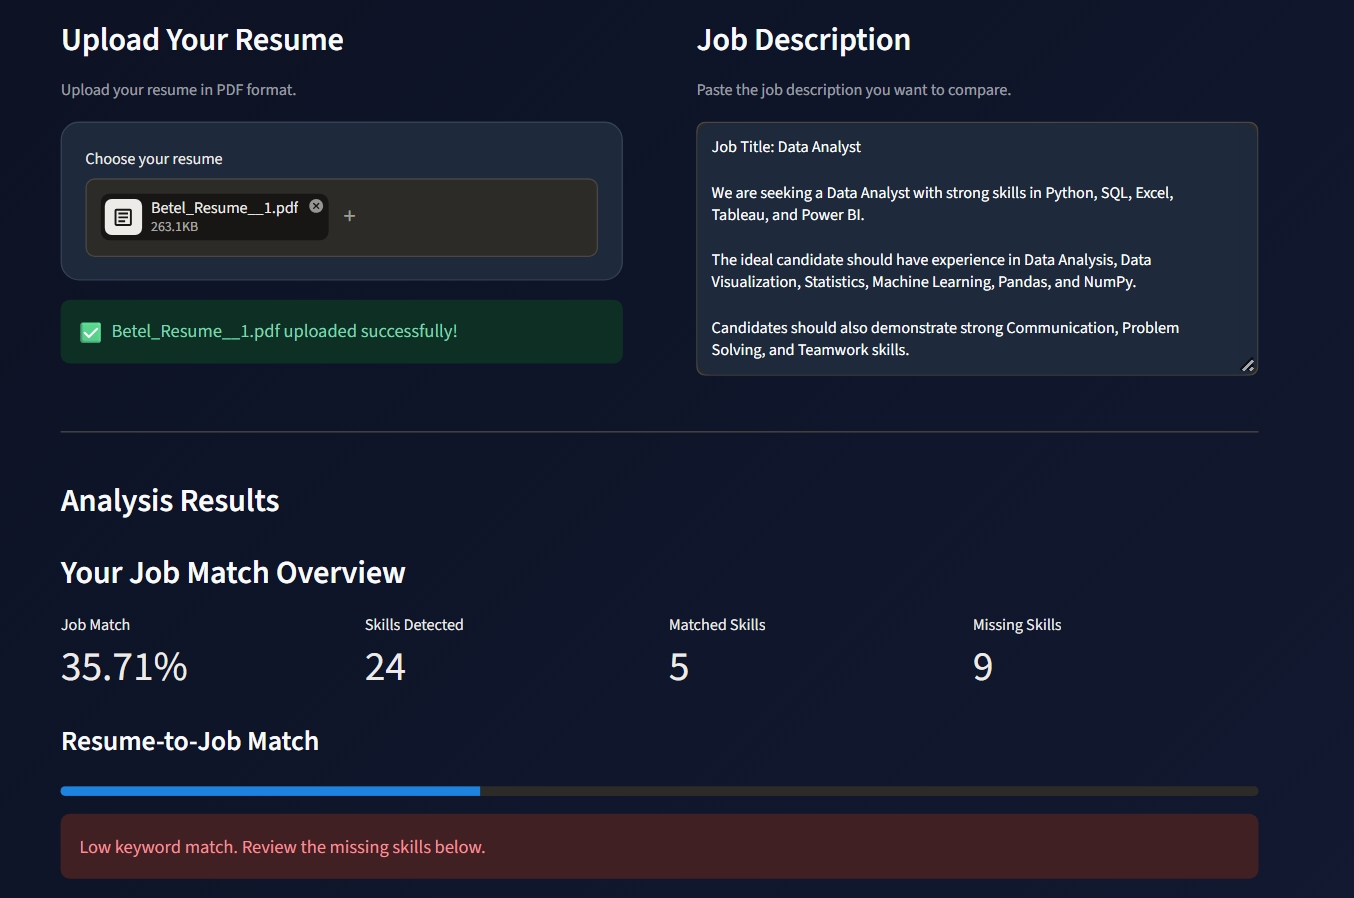 Upload Your Resume
Upload your resume in PDF format.
Choose your resume
Betel_Resume__1.pdf
263.1KB
Betel_Resume__1.pdf uploaded successfully!
Job Description
Paste the job description you want to compare.
Job Title: Data Analyst
We are seeking a Data Analyst with strong skills in Python, SQL, Excel,
Tableau, and Power BI.
The ideal candidate should have experience in Data Analysis, Data
Visualization, Statistics, Machine Learning, Pandas, and NumPy.
Candidates should also demonstrate strong Communication, Problem
Solving, and Teamwork skills.
Analysis Results
Your Job Match Overview
Job Match
35.71%
Skills Detected
24
Matched Skills
5
Missing Skills
9
Resume-to-Job Match
Low keyword match. Review the missing skills below.